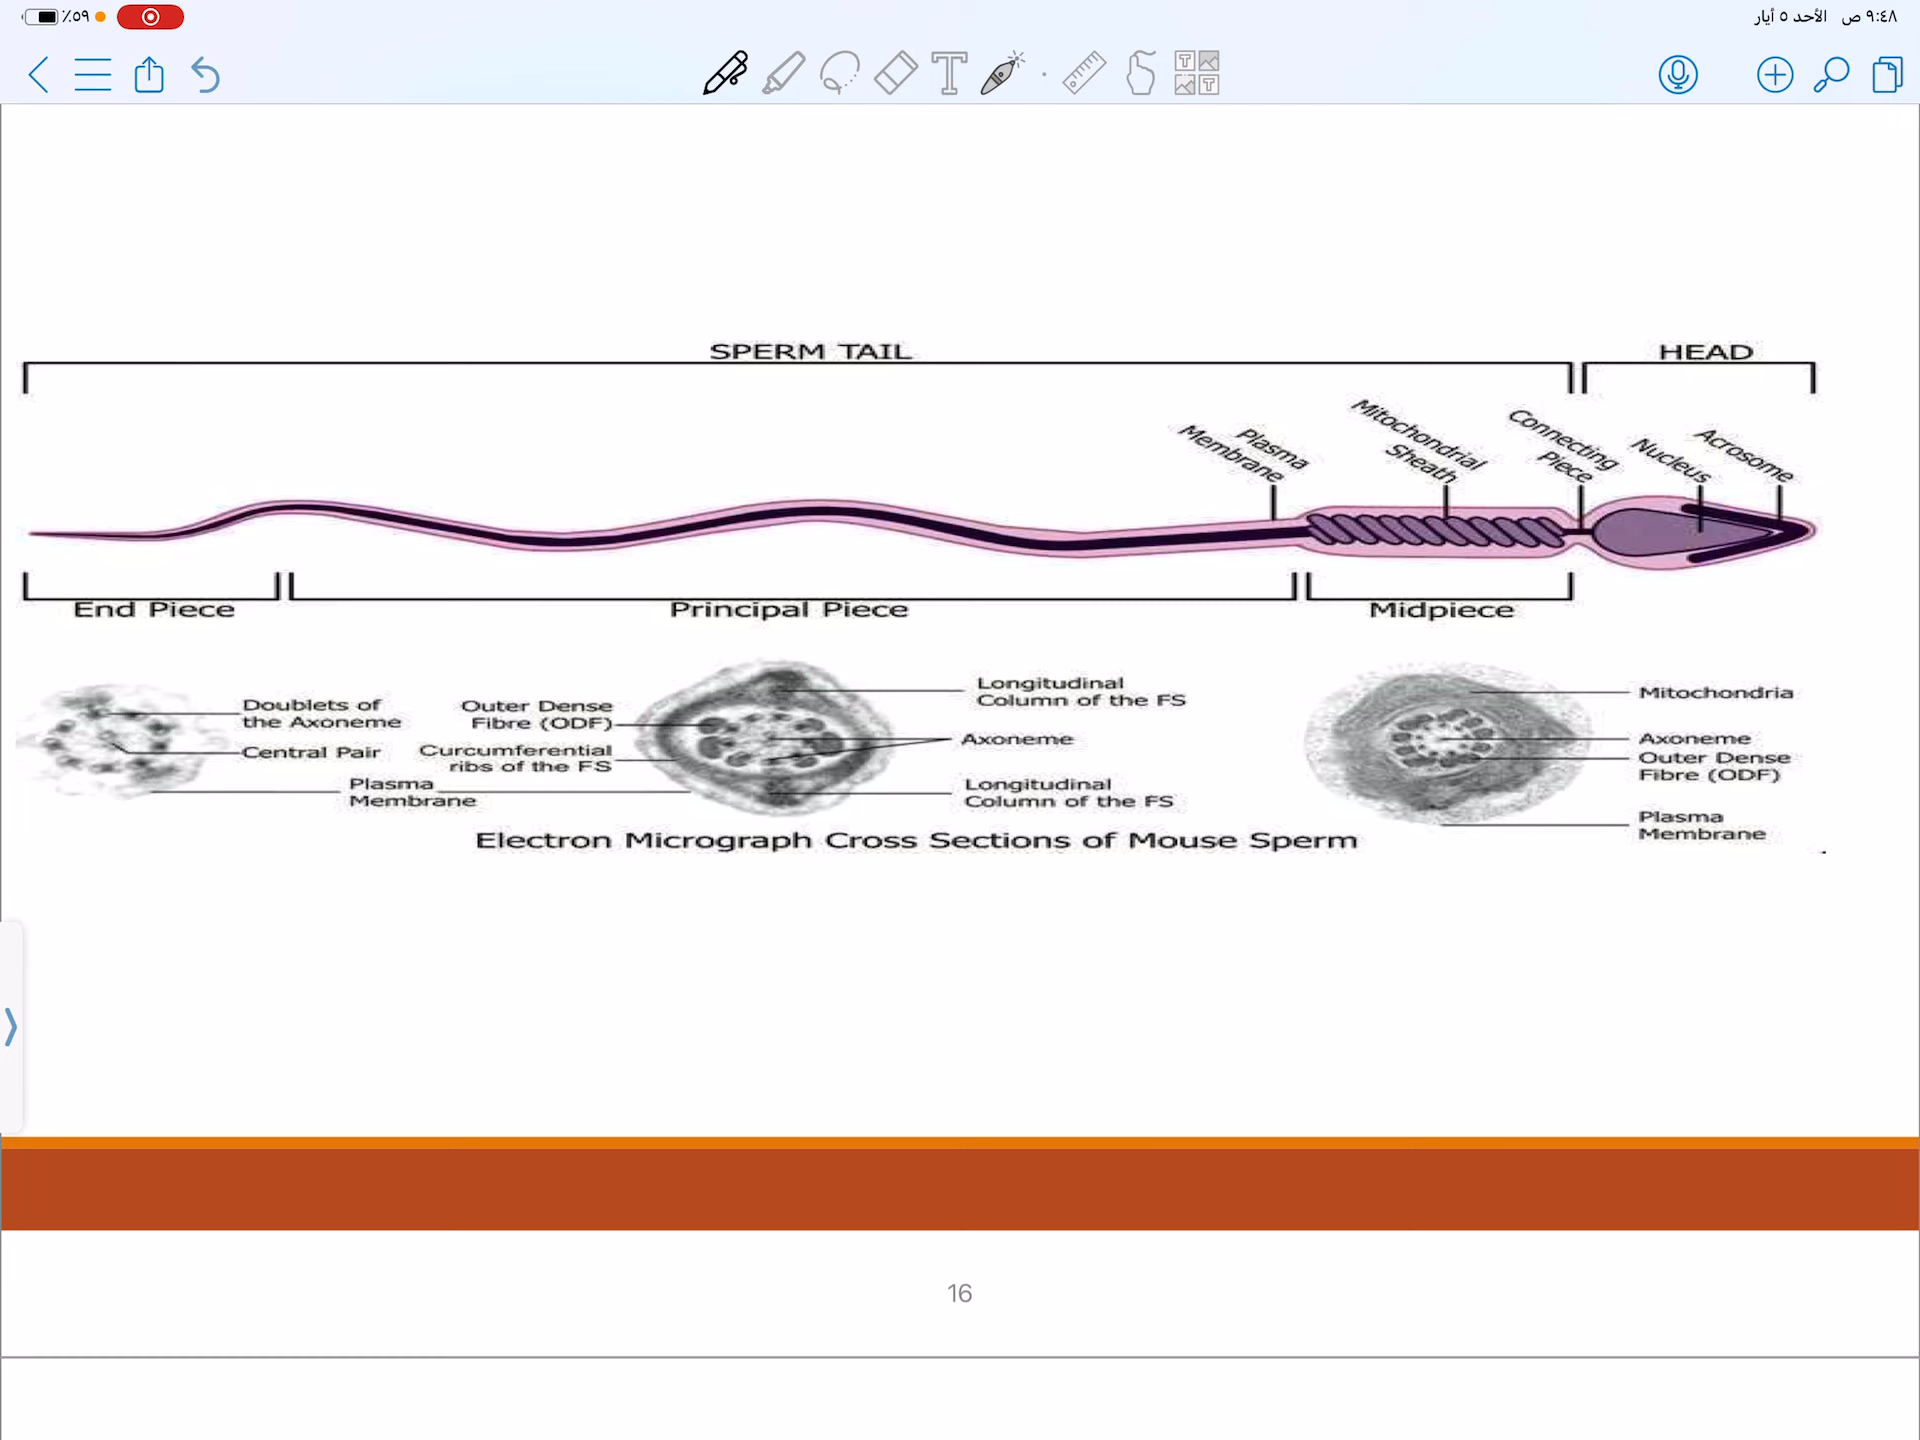 ٪٥٩
٩:٤٨ ص الأحد ٥ أيار
SPERM TAIL
HEAD
Plasma
Membrane
Mitochondrial
Sheath
Connecting
Piece
Nucleus
Acrosome
End Piece
Principal Piece
Midpiece
Doublets of
the Axoneme
Central Pair
Plasma
Membrane
Outer Dense
Fibre (ODF)
Curcumferential
ribs of the FS
Longitudinal
Column of the FS
Axoneme
Longitudinal
Column of the FS
Mitochondria
Axoneme
Outer Dense
Fibre (ODF)
Plasma
Membrane
Electron Micrograph Cross Sections of Mouse Sperm
16